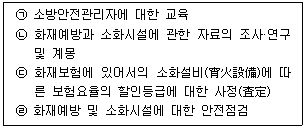 ㉠ 소방안전관리자에 대한 교육
㉡ 화재예방과 소화시설에 관한 자료의 조사·연구
및 계몽
㉢ 화재보험에 있어서의 소화설비(宵火設備)에 따
른 보험요율의 할인등급에 대한 사정(査定)
㉣ 화재예방 및 소화시설에 대한 안전점검